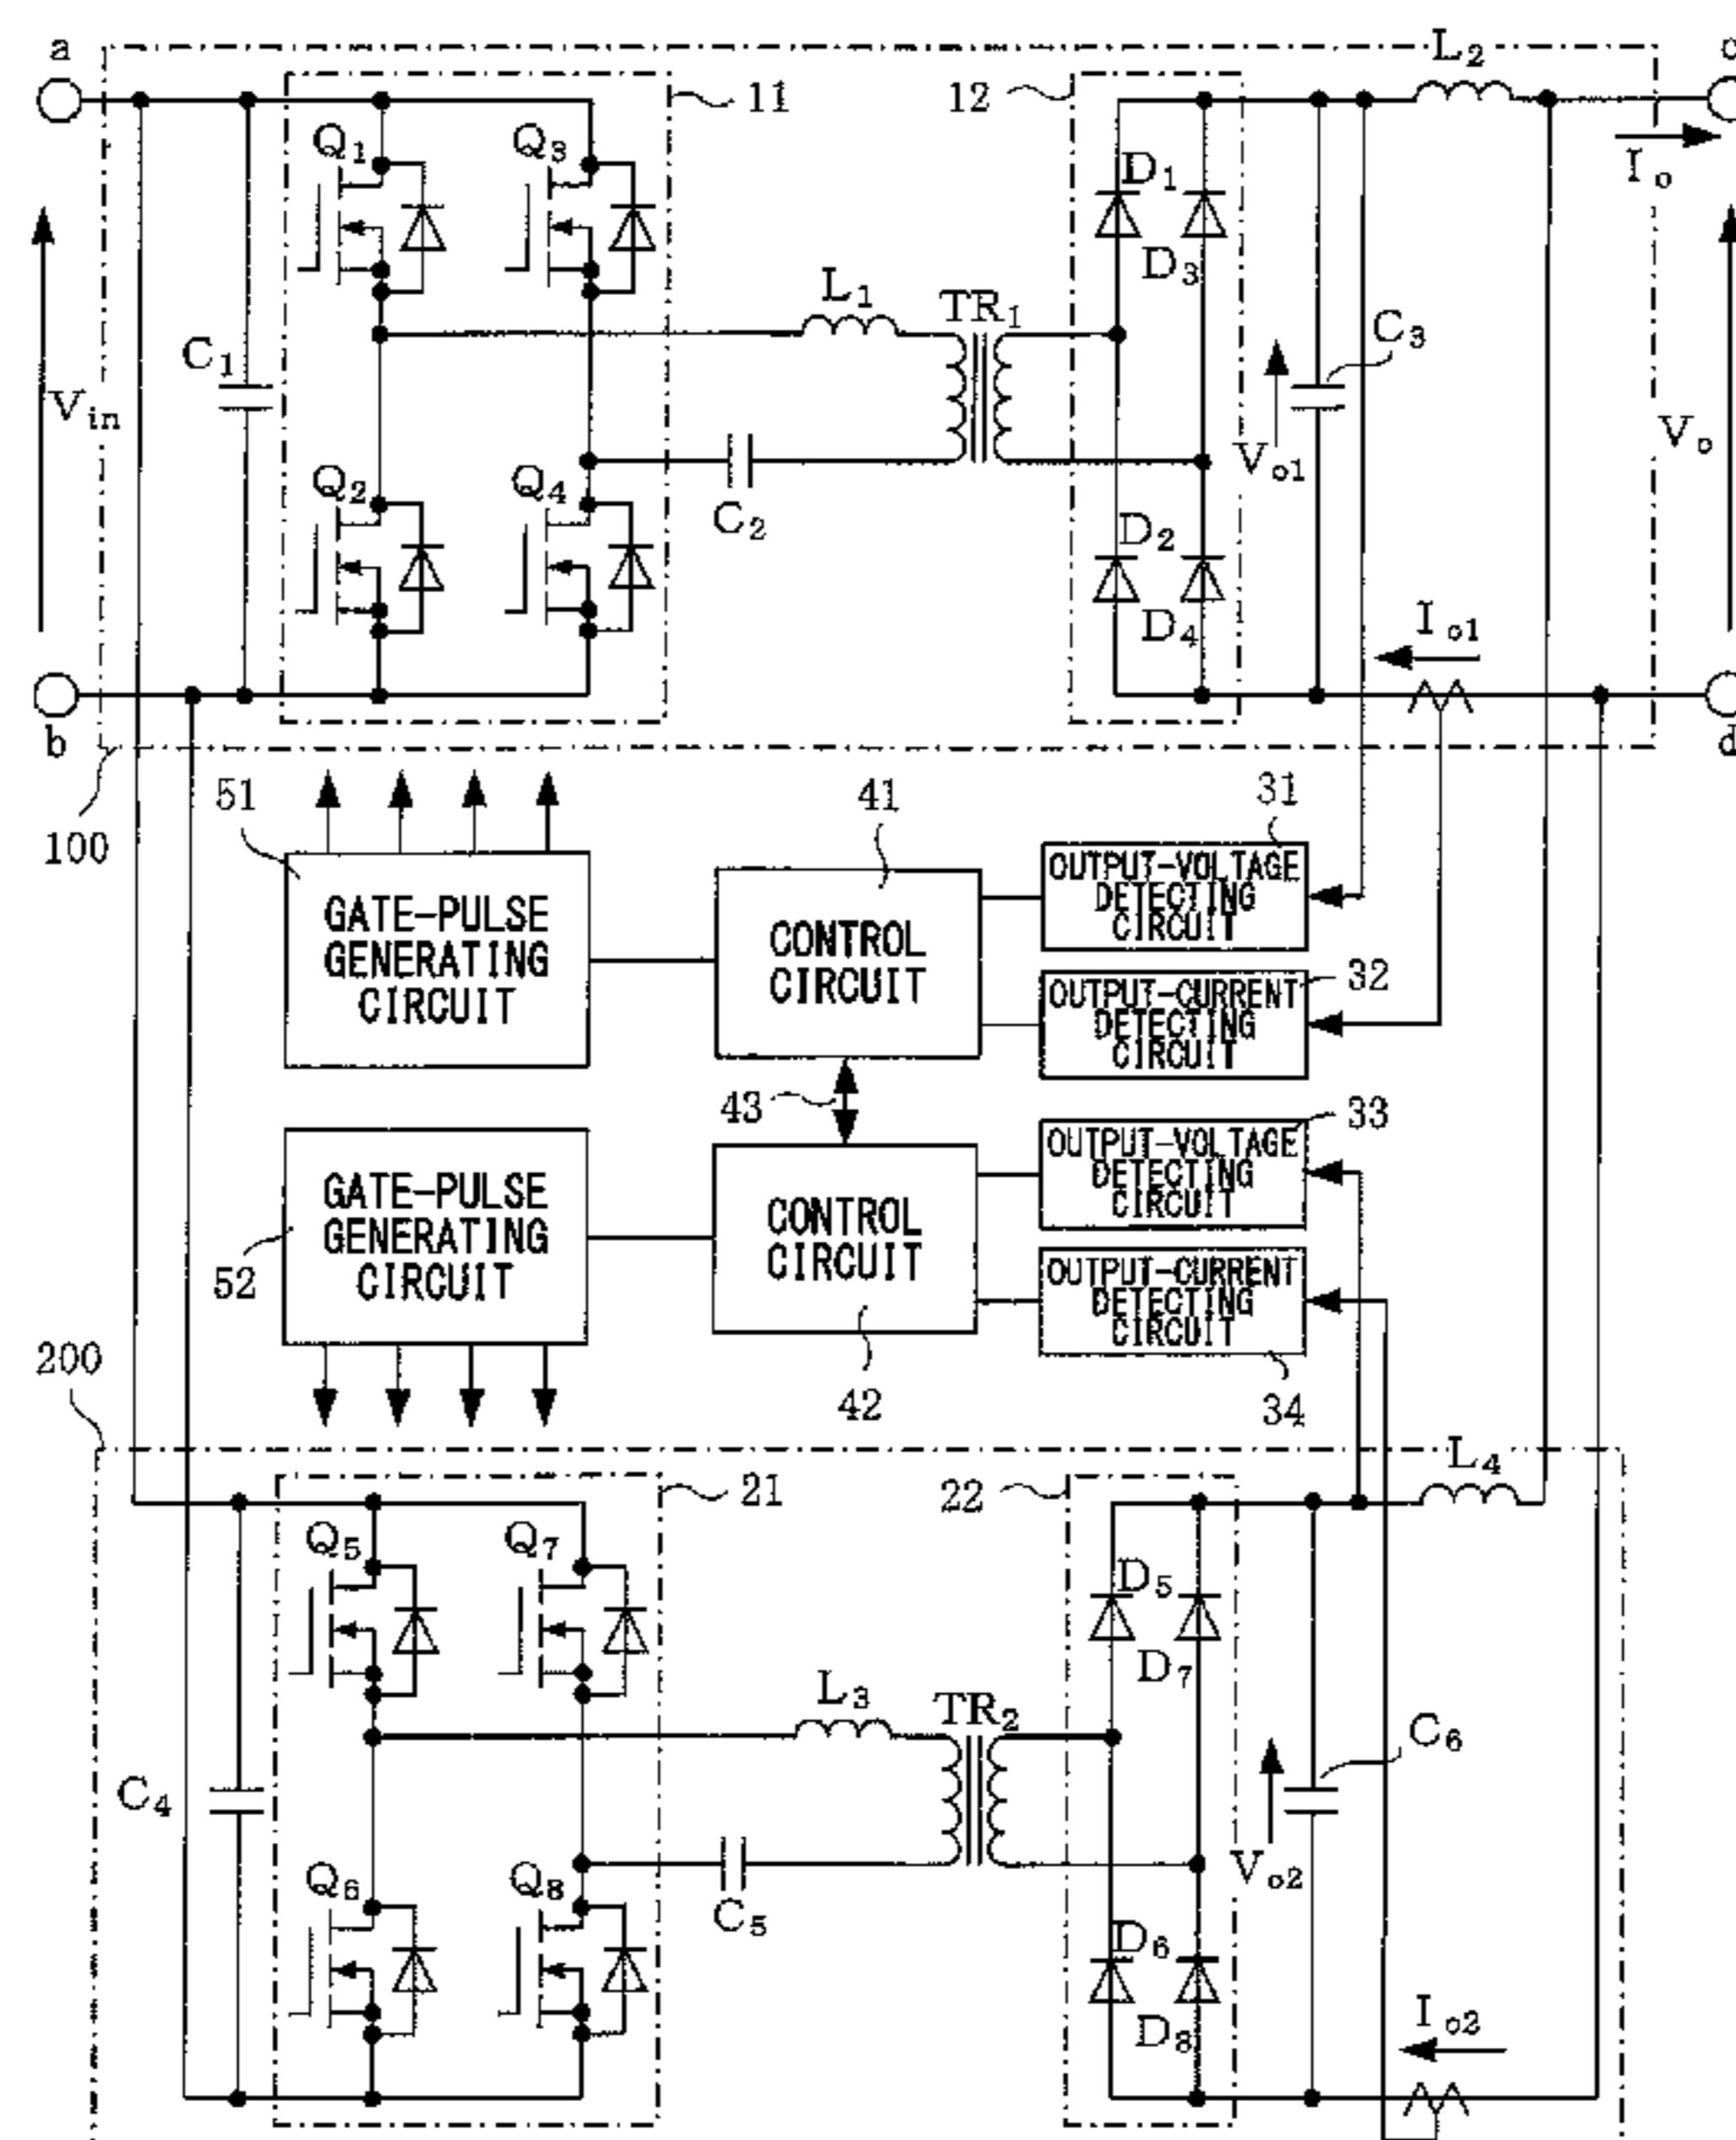 a
L2
c
11
12
Q1
Q3
D1
Io
D3
L1
TR1
C3
C1
Vin
Vo
Vo1
Q2
Q4
C2
D2
D4
Io1
b
d
51
41
31
100
OUTPUT-VOLTAGE
DETECTING
CIRCUIT
GATE-PULSE
GENERATING
CIRCUIT
CONTROL
CIRCUIT
32
OUTPUT-CURRENT
DETECTING
CIRCUIT
43
33
OUTPUT-VOLTAGE
DETECTING
CIRCUIT
GATE-PULSE
GENERATING
CIRCUIT
CONTROL
CIRCUIT
52
OUTPUT-CURRENT
DETECTING
CIRCUIT
200
42
34
L4
21
22
Q5
Q7
D5
D7
L3
TR2
C6
C4
Vo2
Q6
Q8
C5
D6
D8
Io2